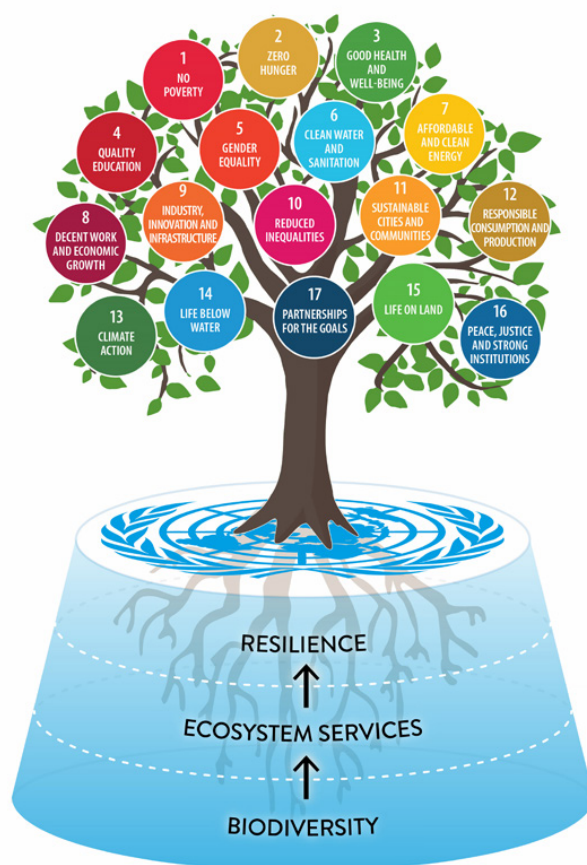 1
NO
POVERTY
2
ZERO
HUNGER
3
GOOD HEALTH
AND
WELL-BEING
4
QUALITY
EDUCATION
5
GENDER
EQUALITY
6
CLEAN WATER
AND
SANITATION
7
AFFORDABLE
AND CLEAN
ENERGY
8
DECENT WORK
AND ECONOMIC
GROWTH
9
INDUSTRY,
INNOVATION AND
INFRASTRUCTURE
10
REDUCED
INEQUALITIES
11
SUSTAINABLE
CITIES AND
COMMUNITIES
12
RESPONSIBLE
CONSUMPTION AND
PRODUCTION
13
CLIMATE
ACTION
14
LIFE BELOW
WATER
17
PARTNERSHIPS
FOR THE GOALS
15
LIFE ON LAND
16
PEACE, JUSTICE
AND STRONG
INSTITUTIONS
RESILIENCE
ECOSYSTEM SERVICES
BIODIVERSITY